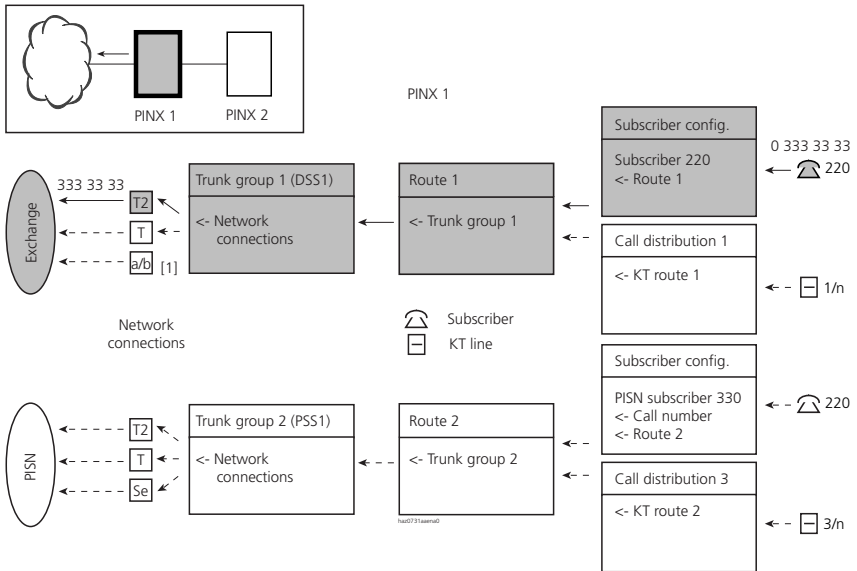 PINX 1
PINX 2
PINX 1
Subscriber config.
0 333 33 33
Subscriber 220
<- Route 1
220
333 33 33
Trunk group 1 (DSS1)
Route 1
Exchange
T2
T
a/b
[1]
<- Network
connections
<- Trunk group 1
Call distribution 1
<- KT route 1
1/n
Network
connections
Subscriber
KT line
Subscriber config.
PISN subscriber 330
<- Call number
<- Route 2
220
Trunk group 2 (PSS1)
Route 2
PISN
T2
T
Se
<- Network
connections
<- Trunk group 2
Call distribution 3
<- KT route 2
3/n
haz0731aaena0